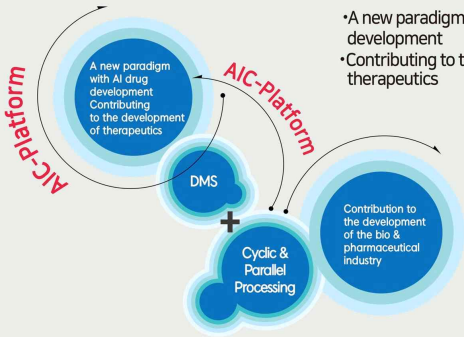 •A new paradigm
development
•Contributing to t
therapeutics
A new paradigm
with AI drug
development
Contributing
to the development
of therapeutics
AIC-Platform
AIC-Platform
DMS
+
Cyclic &
Parallel
Processing
Contribution to
the development
of the bio &
pharmaceutical
industry